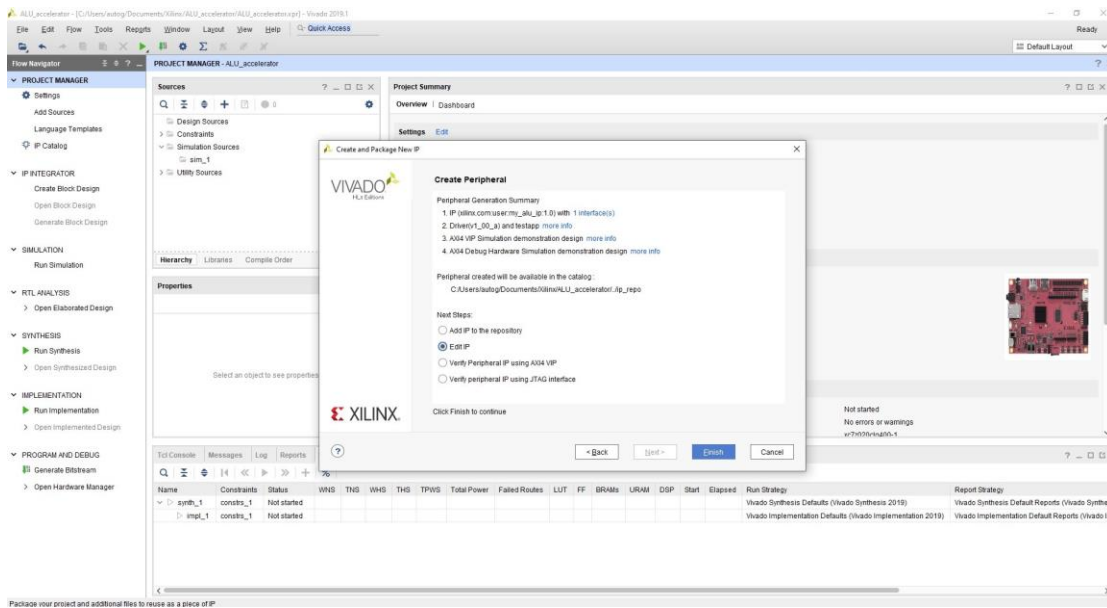 ALU_accelerator - [C:/Users/autog/Documents/Xilinx/ALU_accelerator/ALU_accelerator.xpr] - Vivado 2019.1
File Edit Flow Tools Reports Window Layout View Help Quick Access
Ready
Default Layout
Flow Navigator
PROJECT MANAGER - ALU_accelerator
PROJECT MANAGER
Settings
Add Sources
Language Templates
IP Catalog
IP INTEGRATOR
Create Block Design
Open Block Design
Generate Block Design
SIMULATION
Run Simulation
RTL ANALYSIS
Open Elaborated Design
SYNTHESIS
Run Synthesis
Open Synthesized Design
IMPLEMENTATION
Run Implementation
Open Implemented Design
PROGRAM AND DEBUG
Generate Bitstream
Open Hardware Manager
Sources
0
Design Sources
Constraints
Simulation Sources
sim_1
Utility Sources
Hierarchy Libraries Compile Order
Properties
Select an object to see properties
Project Summary
Overview | Dashboard
Settings Edit
Create and Package New IP
VIVADO
HLx Editions
Create Peripheral
Peripheral Generation Summary
1. IP (xilinx.com:user:my_alu_ip:1.0) with 1 interface(s)
2. Driver(v1_00_a) and testapp more info
3. AXI4 VIP Simulation demonstration design more info
4. AXI4 Debug Hardware Simulation demonstration design more info
Peripheral created will be available in the catalog :
C:/Users/autog/Documents/Xilinx/ALU_accelerator/../ip_repo
Next Steps:
Add IP to the repository
Edit IP
Verify Peripheral IP using AXI4 VIP
Verify peripheral IP using JTAG interface
Click Finish to continue
XILINX
< Back Next > Finish Cancel
Not started
No errors or warnings
xc7z020clg400-1
Tcl Console Messages Log Reports
Name Constraints Status WNS TNS WHS THS TPWS Total Power Failed Routes LUT FF BRAMs URAM DSP Start Elapsed Run Strategy Report Strategy
synth_1 constrs_1 Not started Vivado Synthesis Defaults (Vivado Synthesis 2019) Vivado Synthesis Default Reports (Vivado Synthe
impl_1 constrs_1 Not started Vivado Implementation Defaults (Vivado Implementation 2019) Vivado Implementation Default Reports (Vivado I
Package your project and additional files to reuse as a piece of IP